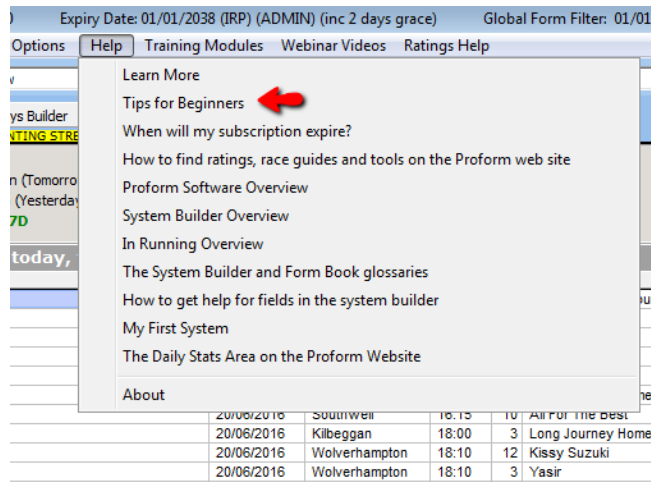 Expiry Date: 01/01/2038 (IRP) (ADMIN) (inc 2 days grace) Global Form Filter: 01/01
Options Help Training Modules Webinar Videos Ratings Help
Learn More
ys Builder Tips for Beginners
NTING STRE
When will my subscription expire?
How to find ratings, race guides and tools on the Proform web site
n (Tomorro
Proform Software Overview
(Yesterday
7D
System Builder Overview
In Running Overview
today,
The System Builder and Form Book glossaries
How to get help for fields in the system builder
My First System
The Daily Stats Area on the Proform Website
About
20/06/2016 Southwell 16:15 10 All For The Best
20/06/2016 Kilbeggan 18:00 3 Long Journey Home
20/06/2016 Wolverhampton 18:10 12 Kissy Suzuki
20/06/2016 Wolverhampton 18:10 3 Yasir